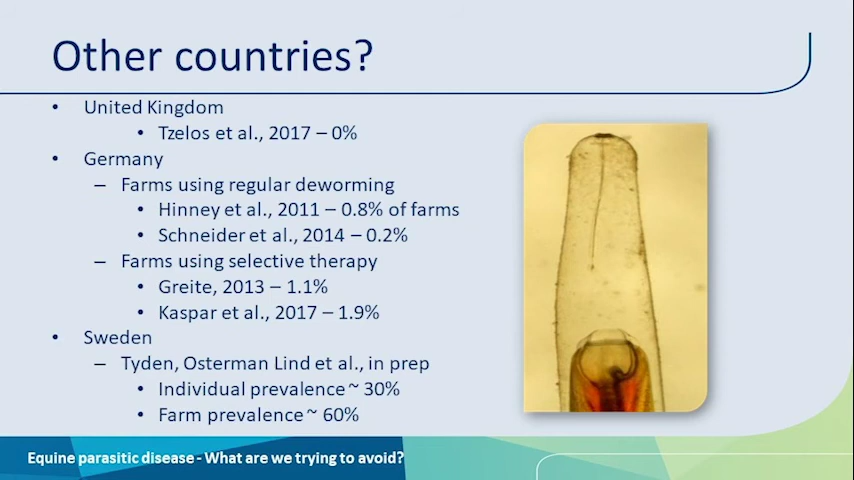 Other countries?
• United Kingdom
• Tzelos et al., 2017 – 0%
• Germany
– Farms using regular deworming
• Hinney et al., 2011 – 0.8% of farms
• Schneider et al., 2014 – 0.2%
– Farms using selective therapy
• Greite, 2013 – 1.1%
• Kaspar et al., 2017 – 1.9%
• Sweden
– Tyden, Osterman Lind et al., in prep
• Individual prevalence ~ 30%
• Farm prevalence ~ 60%
Equine parasitic disease - What are we trying to avoid?